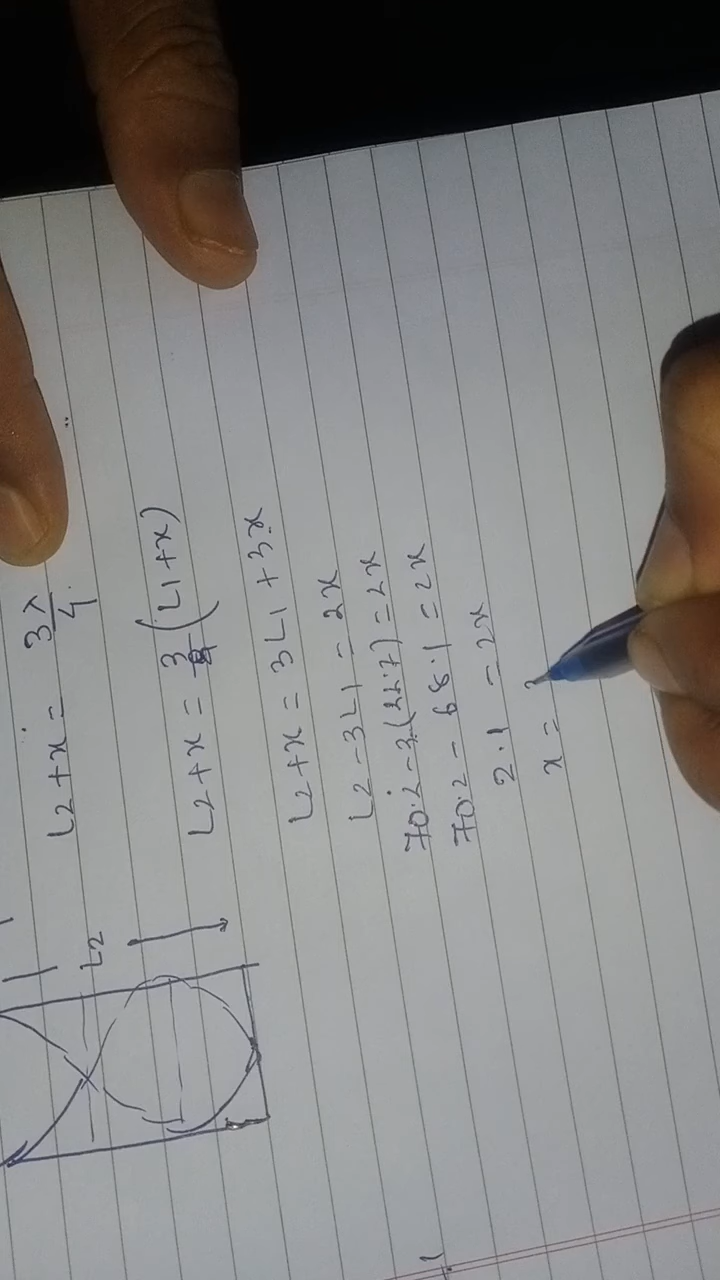 L2
L2+x = 3λ/4
L2+x = 3(L1+x)
L2+x = 3L1+3x
L2-3L1 = 2x
70.2-3(22.7)=2x
70.2 - 68.1 = 2x
2.1 = 2x
x =